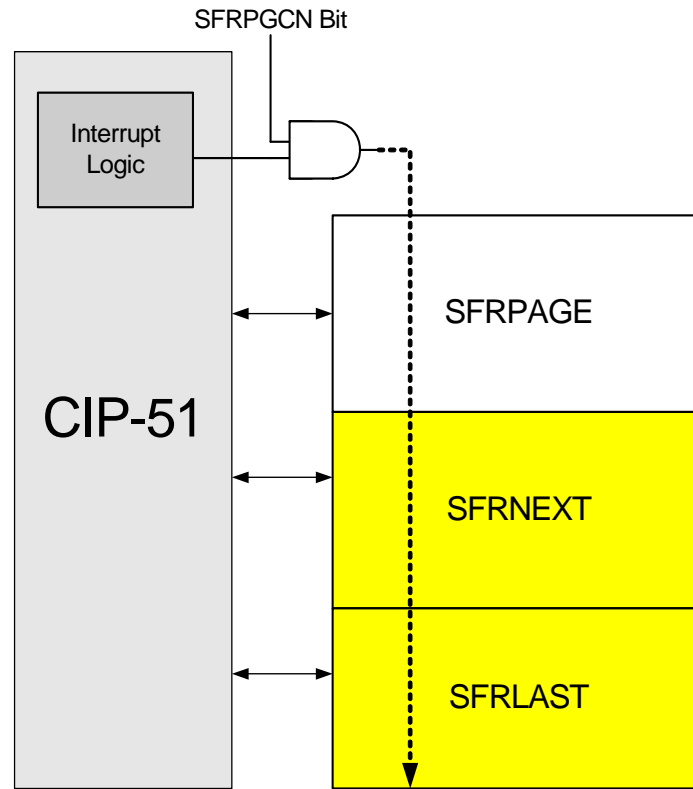 SFRPGCN Bit
Interrupt
Logic
SFRPAGE
CIP-51
SFRNEXT
SFRLAST